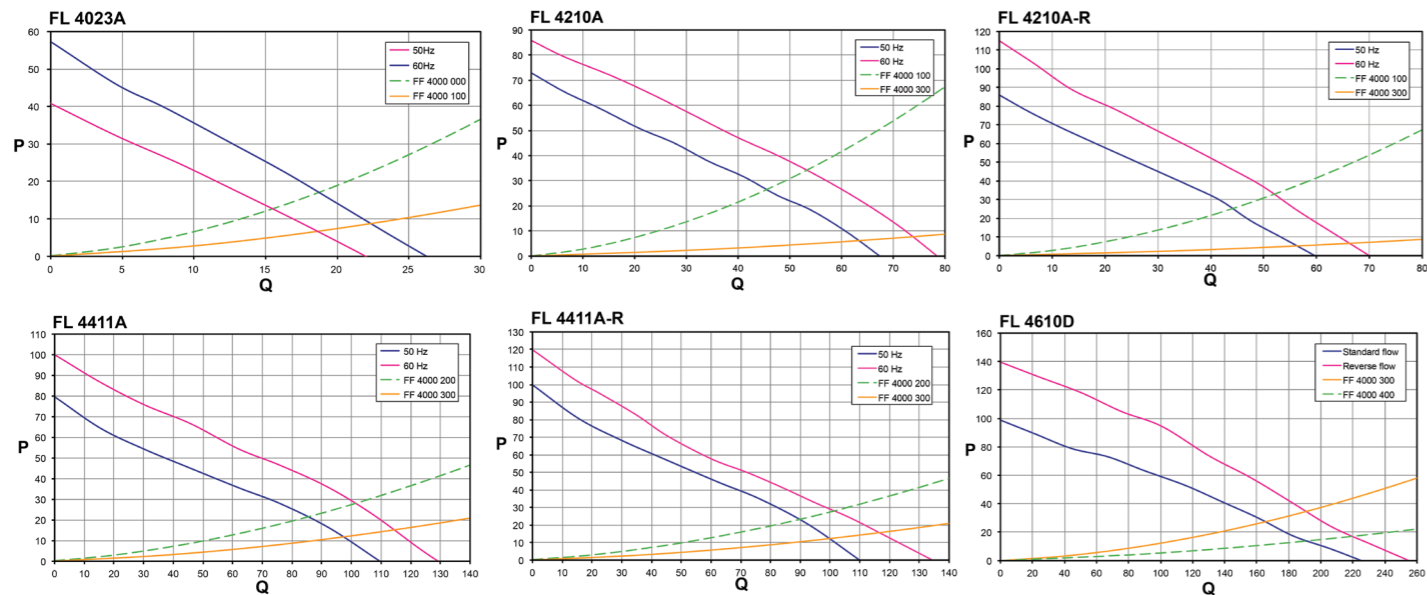 FL 4023A
60
50
40
30
20
10
0
P
50Hz
60Hz
FF 4000 000
FF 4000 100
0 5 10 15 20 25 30
Q
FL 4210A
90
80
70
60
50
40
30
20
10
0
P
50 Hz
60 Hz
FF 4000 100
FF 4000 300
0 10 20 30 40 50 60 70 80
Q
FL 4210A-R
120
110
100
90
80
70
60
50
40
30
20
10
0
P
50 Hz
60 Hz
FF 4000 100
FF 4000 300
0 10 20 30 40 50 60 70 80
Q
FL 4411A
110
100
90
80
70
60
50
40
30
20
10
0
P
50 Hz
60 Hz
FF 4000 200
FF 4000 300
0 10 20 30 40 50 60 70 80 90 100 110 120 130 140
Q
FL 4411A-R
130
120
110
100
90
80
70
60
50
40
30
20
10
0
P
50 Hz
60 Hz
FF 4000 200
FF 4000 300
0 10 20 30 40 50 60 70 80 90 100 110 120 130 140
Q
FL 4610D
160
140
120
100
80
60
40
20
0
P
Standard flow
Reverse flow
FF 4000 300
FF 4000 400
0 20 40 60 80 100 120 140 160 180 200 220 240 260
Q